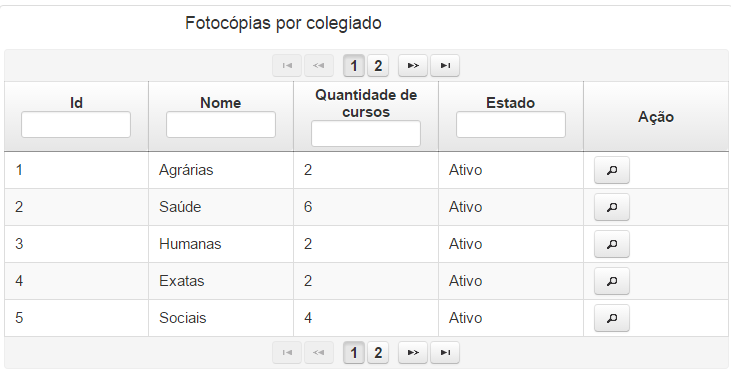 Fotocópias por colegiado
1 2
Id Nome Quantidade de cursos Estado Ação
1 Agrárias 2 Ativo
2 Saúde 6 Ativo
3 Humanas 2 Ativo
4 Exatas 2 Ativo
5 Sociais 4 Ativo
1 2